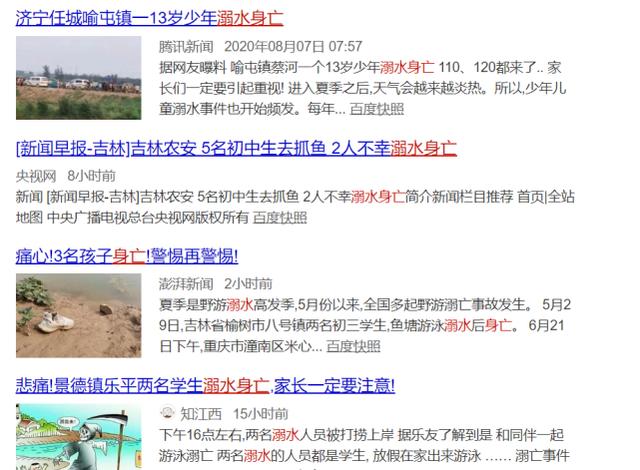 济宁任城喻屯镇一13岁少年溺水身亡
腾讯新闻 2020年08月07日 07:57
据网友曝料 喻屯镇蔡河一个13岁少年溺水身亡 110、120都来了.. 家
长们一定要引起重视! 进入夏季之后,天气会越来越炎热。所以,少年儿
童溺水事件也开始频发。每年... 百度快照
[新闻早报-吉林]吉林农安 5名初中生去抓鱼 2人不幸溺水身亡
央视网 8小时前
新闻 [新闻早报-吉林]吉林农安 5名初中生去抓鱼 2人不幸溺水身亡简介新闻栏目推荐 首页|全站
地图 中央广播电视总台央视网版权所有 百度快照
痛心!3名孩子身亡!警惕再警惕!
澎湃新闻 2小时前
夏季是野游溺水高发季,5月份以来,全国多起野游溺亡事故发生。 5月2
9日,吉林省榆树市八号镇两名初三学生,鱼塘游泳溺水后身亡。 6月21
日下午,重庆市潼南区米心... 百度快照
悲痛!景德镇乐平两名学生溺水身亡,家长一定要注意!
知江西 15小时前
下午16点左右,两名溺水人员被打捞上岸 据乐友了解到是 和同伴一起
游泳溺亡 两名溺水的人员都是学生, 放假在家出来游泳 …… 溺亡事件